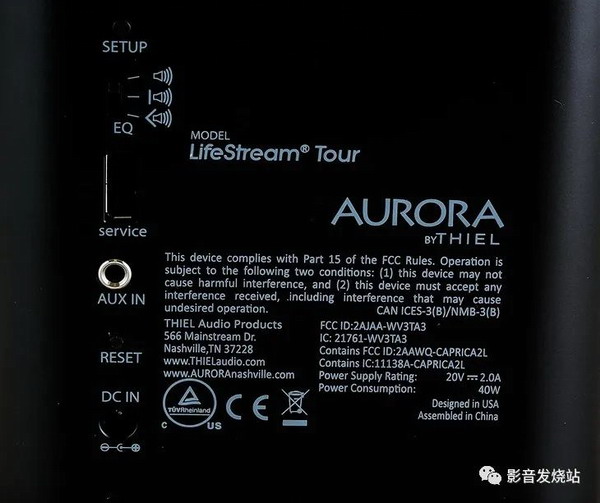 SETUP
EQ
MODEL
LifeStream® Tour
AURORA
BY THIEL
service
This device complies with Part 15 of the FCC Rules. Operation is
subject to the following two conditions: (1) this device may not
cause harmful interference, and (2) this device must accept any
interference received, .including interference that may cause
undesired operation.
CAN ICES-3(B)/NMB-3(B)
AUX IN
THIEL Audio Products
566 Mainstream Dr.
Nashville,TN 37228
www.THIELaudio.com
www.AURORAnashville.com
FCC ID:2AJAA-WV3TA3
IC: 21761-WV3TA3
Contains FCC ID:2AAWQ-CAPRICA2L
Contains IC:11138A-CAPRICA2L
Power Supply Rating: 20V⎓2.0A
Power Consumption: 40W
Designed in USA
Assembled in China
RESET
DC IN
TÜVRheinland
C US
CE
影音发烧站